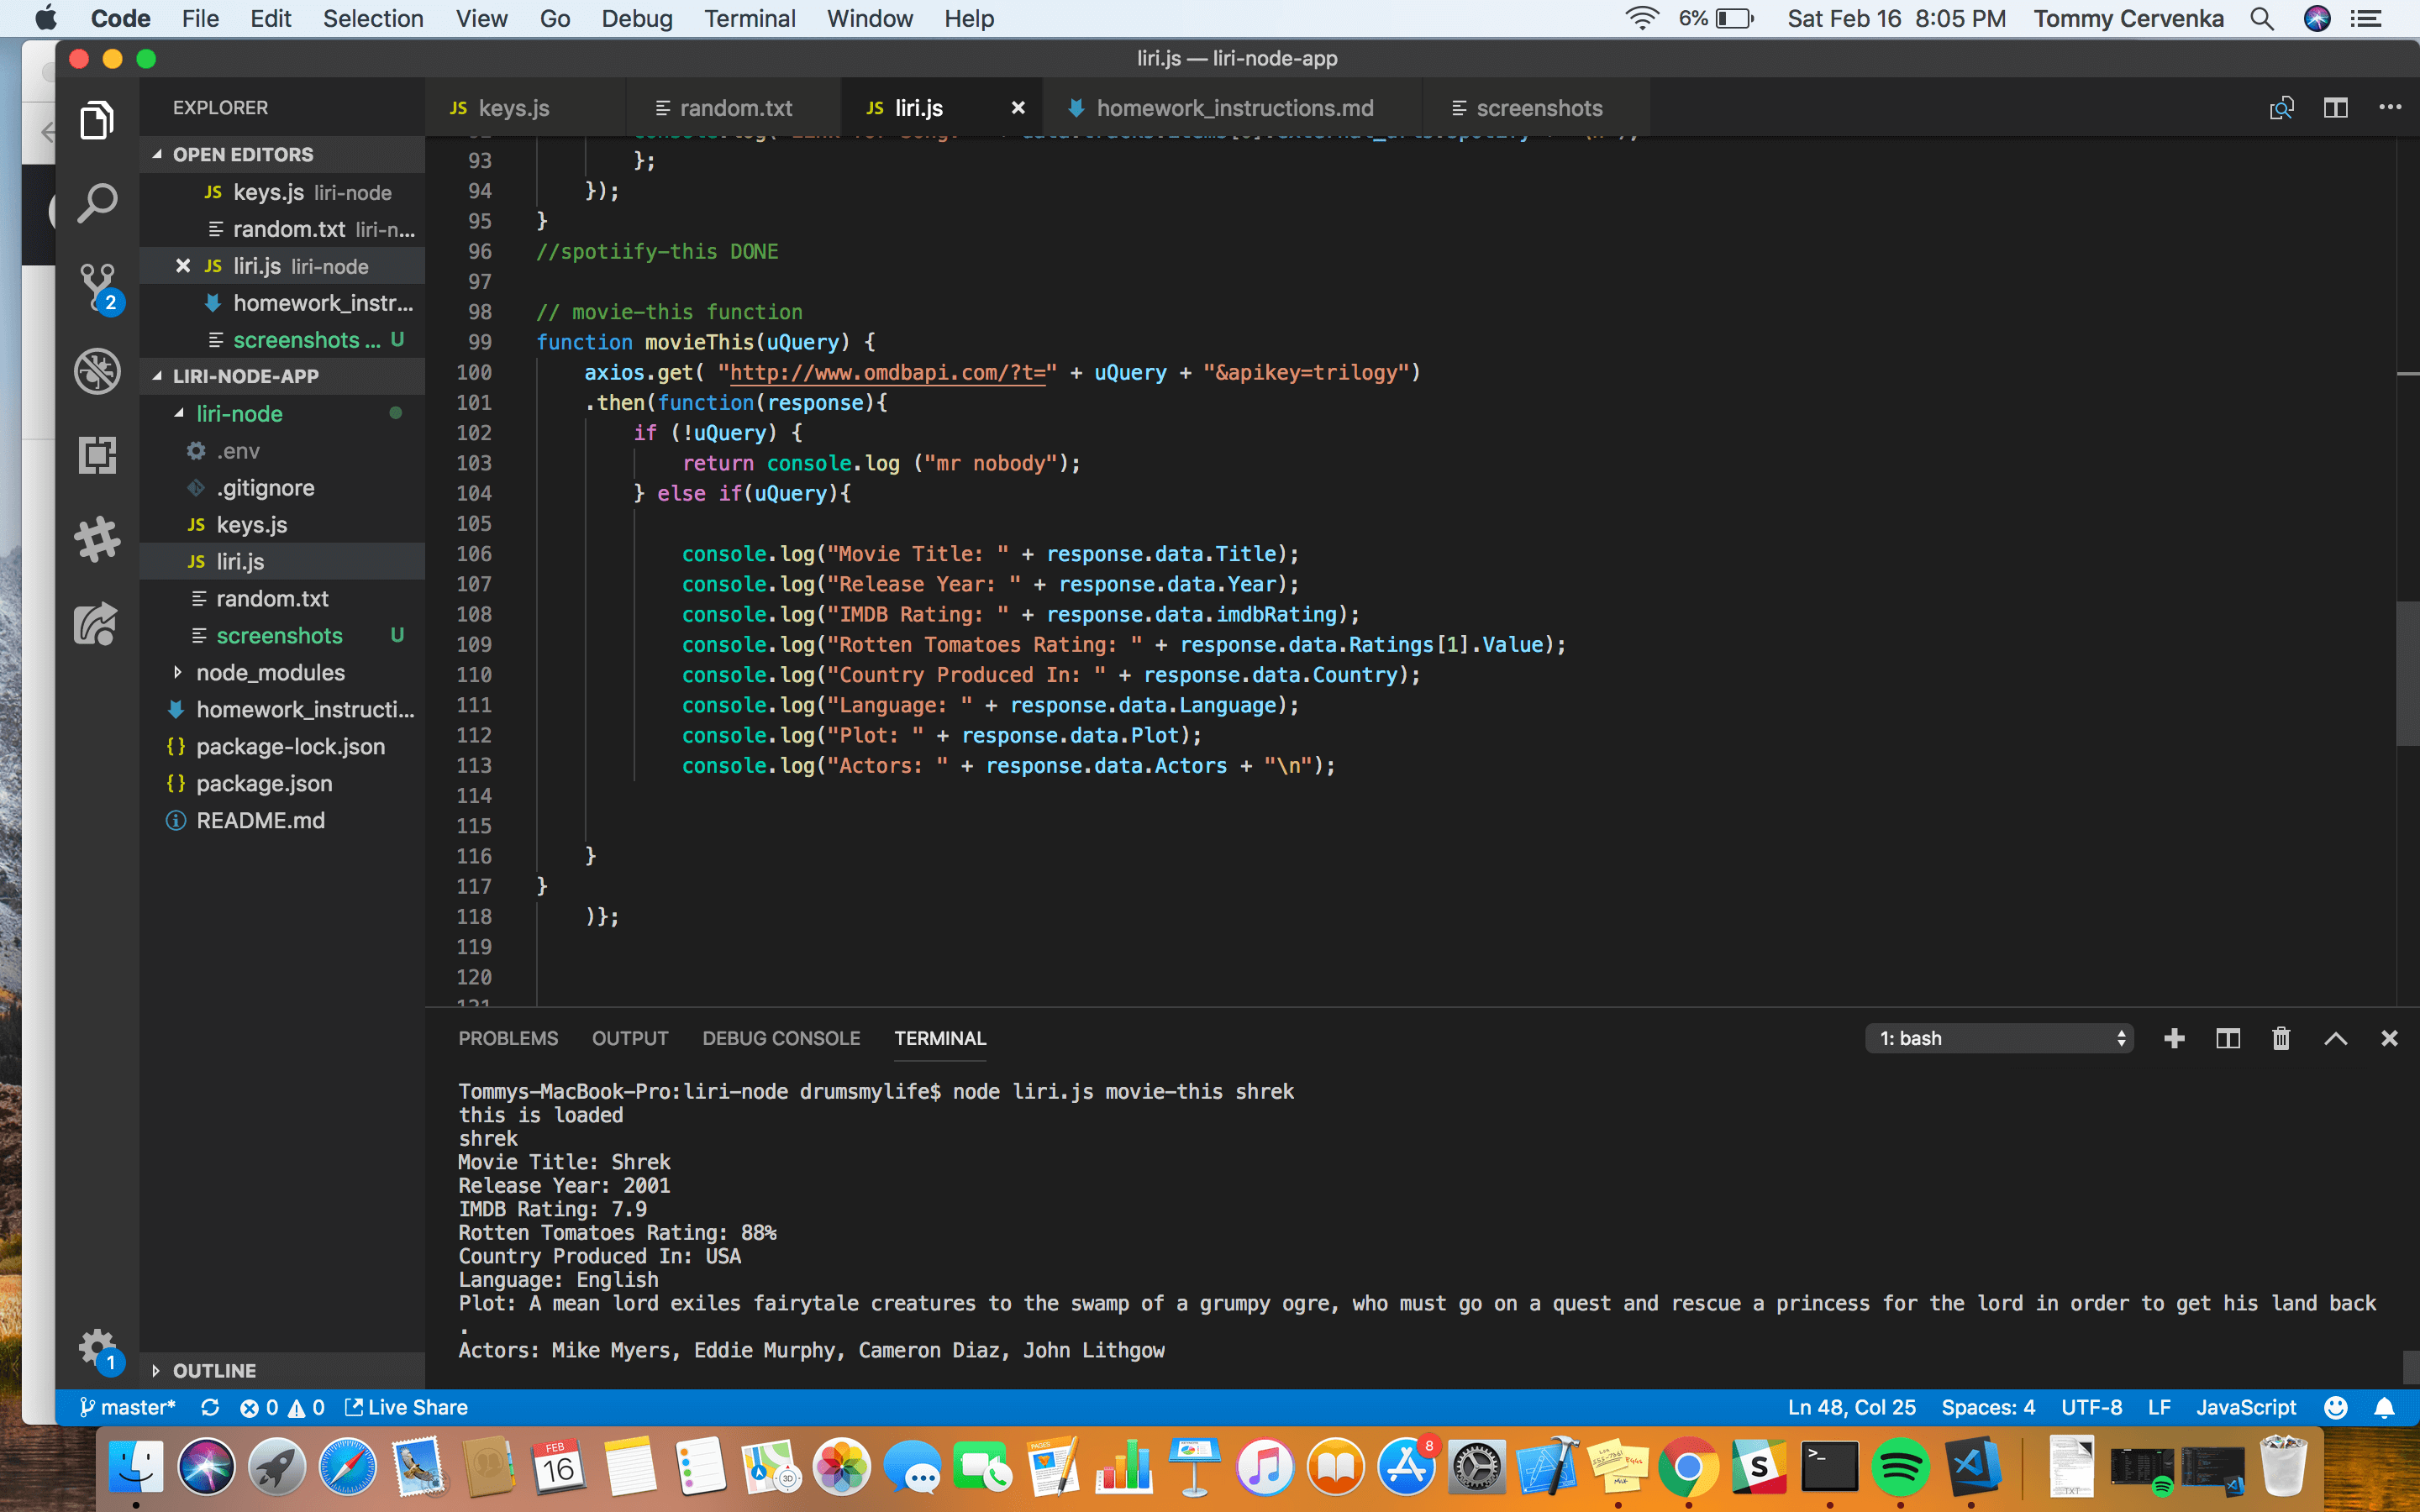 Code File Edit Selection View Go Debug Terminal Window Help 6% Sat Feb 16 8:05 PM Tommy Cervenka
liri.js — liri-node-app
EXPLORER
JS keys.js random.txt JS liri.js homework_instructions.md screenshots
OPEN EDITORS
JS keys.js liri-node
random.txt liri-n...
JS liri.js liri-node
homework_instr...
screenshots ... U
LIRI-NODE-APP
liri-node
.env
.gitignore
JS keys.js
JS liri.js
random.txt
screenshots U
node_modules
homework_instructi...
{} package-lock.json
{} package.json
README.md
OUTLINE
2
1
93 };
94 });
95 }
96 //spotiify-this DONE
97
98 // movie-this function
99 function movieThis(uQuery) {
100 axios.get( "http://www.omdbapi.com/?t=" + uQuery + "&apikey=trilogy")
101 .then(function(response){
102 if (!uQuery) {
103 return console.log ("mr nobody");
104 } else if(uQuery){
105
106 console.log("Movie Title: " + response.data.Title);
107 console.log("Release Year: " + response.data.Year);
108 console.log("IMDB Rating: " + response.data.imdbRating);
109 console.log("Rotten Tomatoes Rating: " + response.data.Ratings[1].Value);
110 console.log("Country Produced In: " + response.data.Country);
111 console.log("Language: " + response.data.Language);
112 console.log("Plot: " + response.data.Plot);
113 console.log("Actors: " + response.data.Actors + "\n");
114
115
116 }
117 }
118 )};
119
120
121
PROBLEMS OUTPUT DEBUG CONSOLE TERMINAL 1: bash
Tommys-MacBook-Pro:liri-node drumsmylife$ node liri.js movie-this shrek
this is loaded
shrek
Movie Title: Shrek
Release Year: 2001
IMDB Rating: 7.9
Rotten Tomatoes Rating: 88%
Country Produced In: USA
Language: English
Plot: A mean lord exiles fairytale creatures to the swamp of a grumpy ogre, who must go on a quest and rescue a princess for the lord in order to get his land back
.
Actors: Mike Myers, Eddie Murphy, Cameron Diaz, John Lithgow
master* 0 0 Live Share Ln 48, Col 25 Spaces: 4 UTF-8 LF JavaScript
FEB
16
PAGES
3D
8
S
>_
TXT